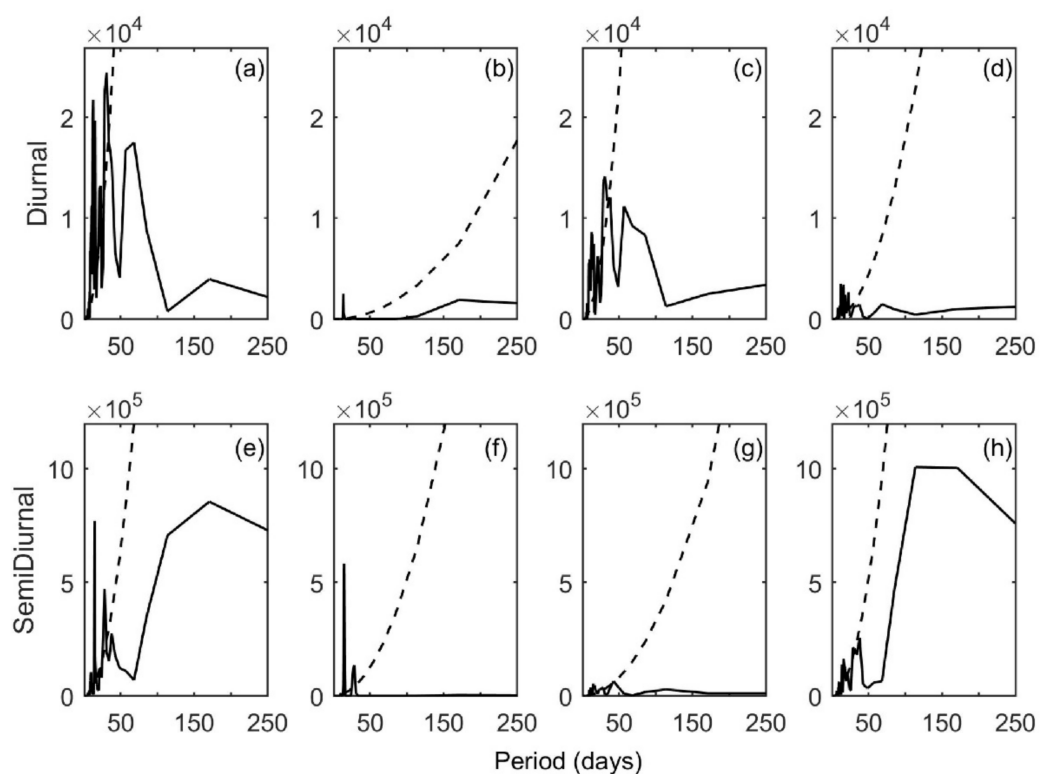 ×10⁴ ×10⁴ ×10⁴ ×10⁴
(a) (b) (c) (d)
2 2 2 2
Diurnal
1 1 1 1
0 0 0 0
50 150 250 50 150 250 50 150 250 50 150 250
×10⁵ ×10⁵ ×10⁵ ×10⁵
(e) (f) (g) (h)
10 10 10 10
SemiDiurnal
5 5 5 5
0 0 0 0
50 150 250 50 150 250 50 150 250 50 150 250
Period (days)